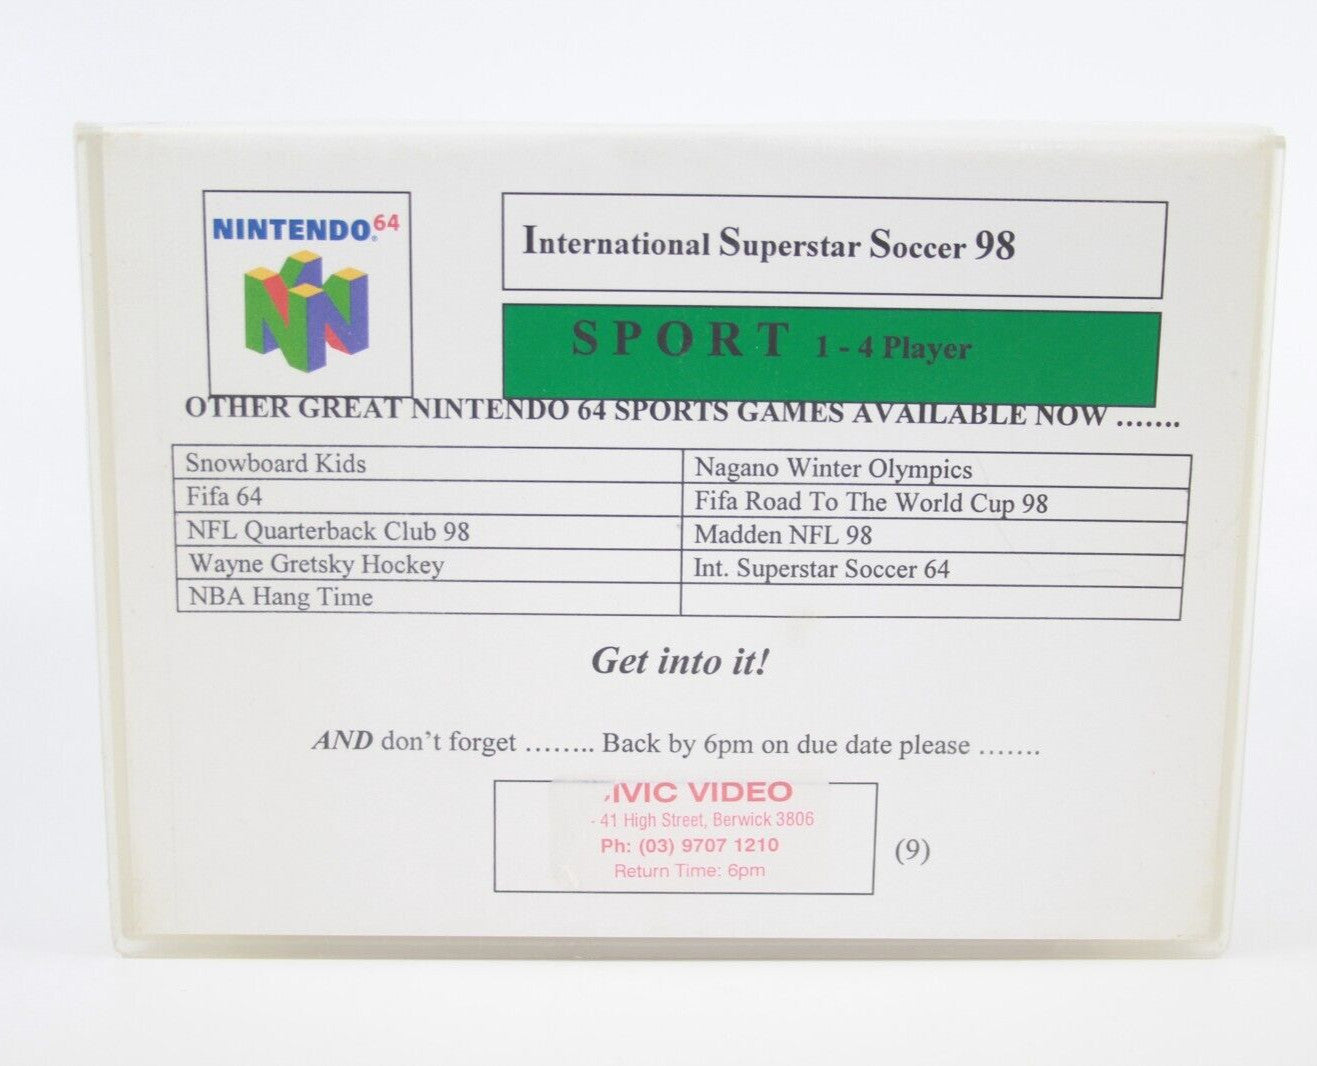 NINTENDO 64
International Superstar Soccer 98
SPORT 1 - 4 Player
OTHER GREAT NINTENDO 64 SPORTS GAMES AVAILABLE NOW .......
Snowboard Kids
Nagano Winter Olympics
Fifa 64
Fifa Road To The World Cup 98
NFL Quarterback Club 98
Madden NFL 98
Wayne Gretsky Hockey
Int. Superstar Soccer 64
NBA Hang Time
Get into it!
AND don't forget ........ Back by 6pm on due date please .......
IVIC VIDEO
- 41 High Street, Berwick 3806
Ph: (03) 9707 1210
Return Time: 6pm
(9)